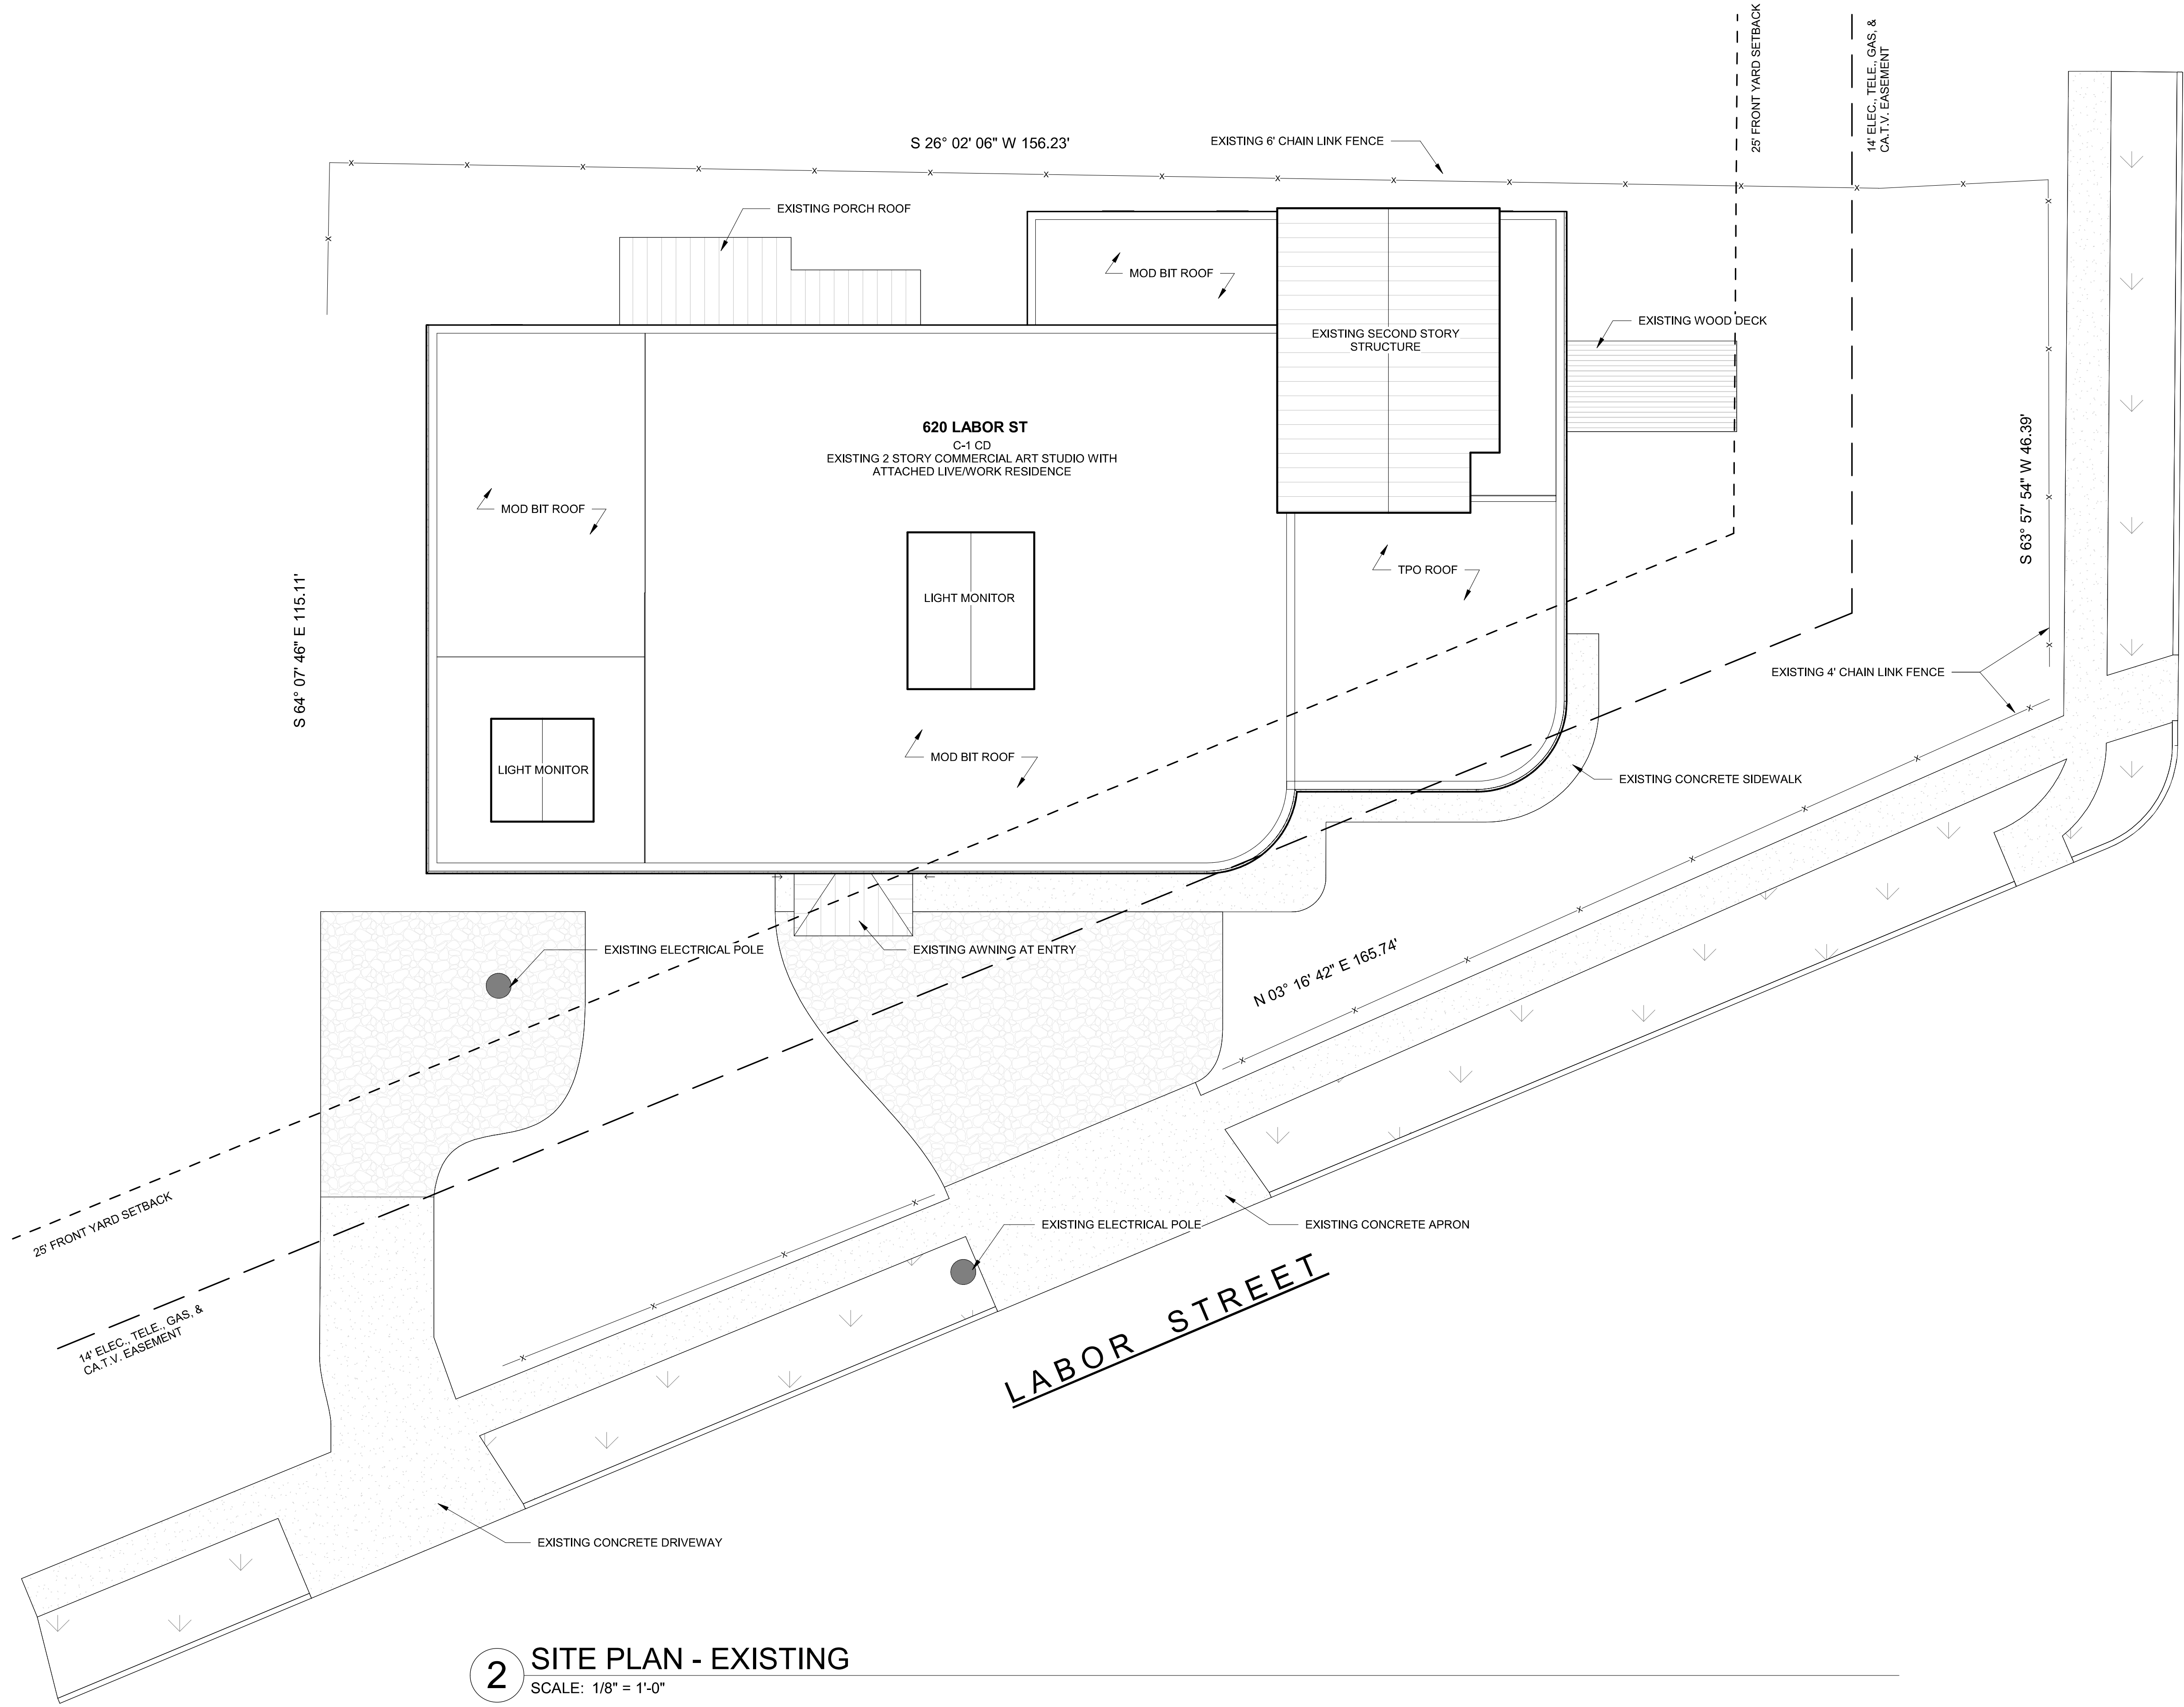 25' FRONT YARD SETBACK
14' ELEC., TELE., GAS, &
CA.T.V. EASEMENT
S 26° 02' 06" W 156.23'
EXISTING 6' CHAIN LINK FENCE
EXISTING PORCH ROOF
MOD BIT ROOF
EXISTING SECOND STORY
STRUCTURE
EXISTING WOOD DECK
620 LABOR ST
C-1 CD
EXISTING 2 STORY COMMERCIAL ART STUDIO WITH
ATTACHED LIVE/WORK RESIDENCE
S 63° 57' 54" W 46.39'
MOD BIT ROOF
TPO ROOF
LIGHT MONITOR
S 64° 07' 46" E 115.11'
EXISTING 4' CHAIN LINK FENCE
LIGHT MONITOR
MOD BIT ROOF
EXISTING CONCRETE SIDEWALK
EXISTING ELECTRICAL POLE
EXISTING AWNING AT ENTRY
N 03° 16' 42" E 165.74'
25' FRONT YARD SETBACK
EXISTING ELECTRICAL POLE
EXISTING CONCRETE APRON
14' ELEC., TELE., GAS, &
CA.T.V. EASEMENT
LABOR STREET
EXISTING CONCRETE DRIVEWAY
2
SITE PLAN - EXISTING
SCALE: 1/8" = 1'-0"